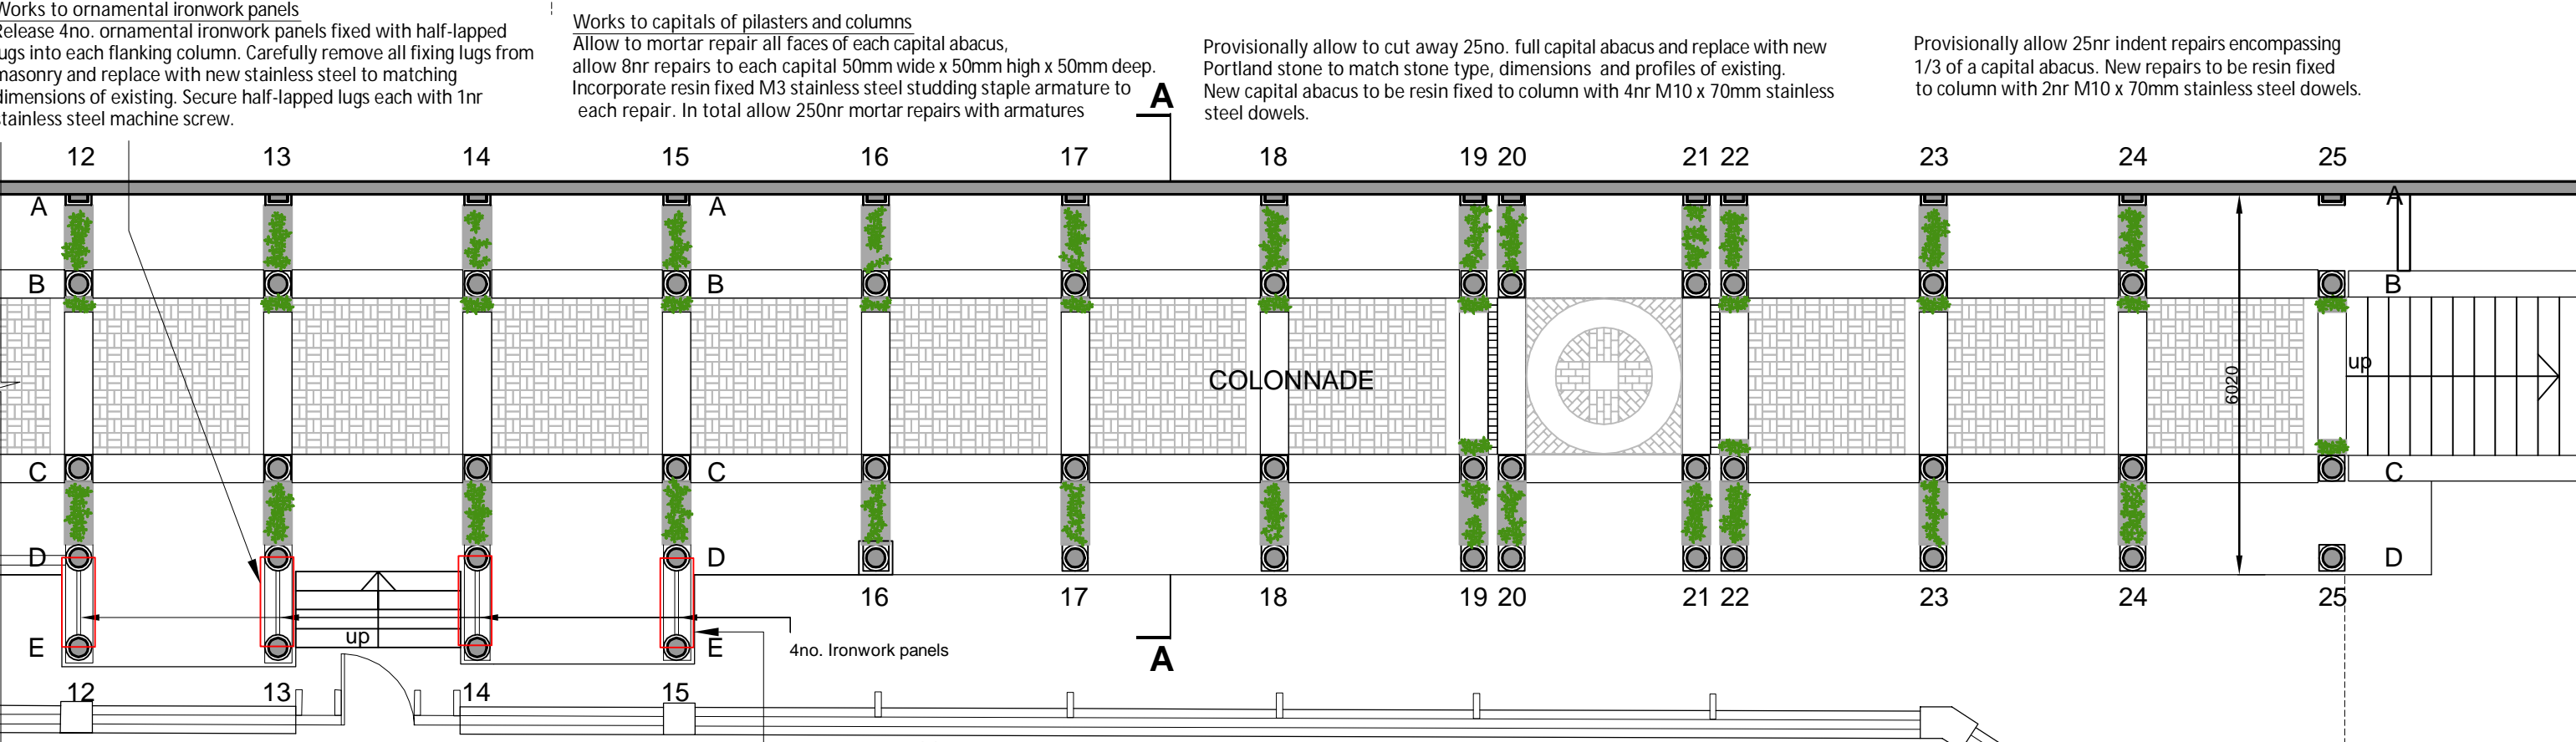 Works to ornamental ironwork panels
Release 4no. ornamental ironwork panels fixed with half-lapped
lugs into each flanking column. Carefully remove all fixing lugs from
masonry and replace with new stainless steel to matching
dimensions of existing. Secure half-lapped lugs each with 1nr
stainless steel machine screw.
Works to capitals of pilasters and columns
Allow to mortar repair all faces of each capital abacus,
allow 8nr repairs to each capital 50mm wide x 50mm high x 50mm deep.
Incorporate resin fixed M3 stainless steel studding staple armature to
each repair. In total allow 250nr mortar repairs with armatures
Provisionally allow to cut away 25no. full capital abacus and replace with new
Portland stone to match stone type, dimensions and profiles of existing.
New capital abacus to be resin fixed to column with 4nr M10 x 70mm stainless
steel dowels.
Provisionally allow 25nr indent repairs encompassing
1/3 of a capital abacus. New repairs to be resin fixed
to column with 2nr M10 x 70mm stainless steel dowels.
A
12 13 14 15 16 17 18 19 20 21 22 23 24 25
A A A
B B B
COLONNADE
6020
up
C C C
D D D
16 17 18 19 20 21 22 23 24 25
up
E E
4no. Ironwork panels
A
12 13 14 15